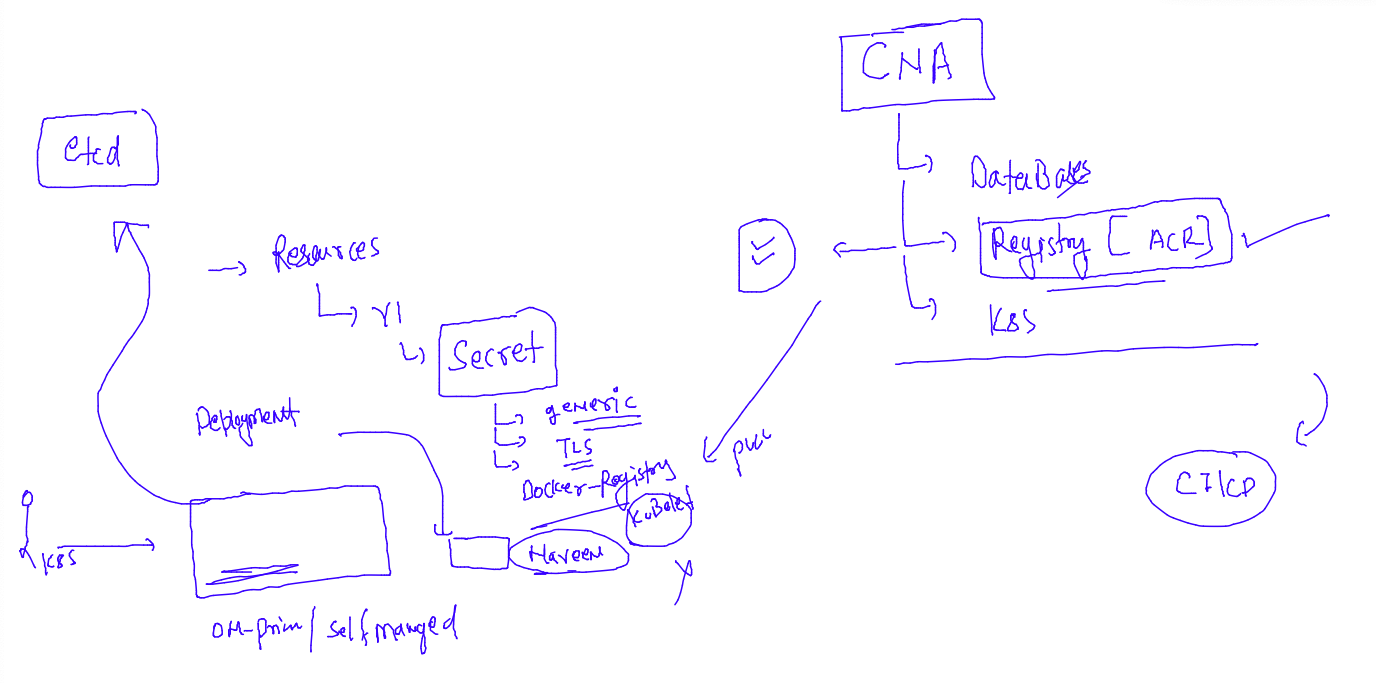 CNA
Etcd
DataBases
Registry [ ACR ]
K8S
→ Resources
V1
Secret
generic
TLS
Docker-Registry
Deployment
pull
KuBelet
CI/CD
Naveen
K8S
ON-prim / self manged